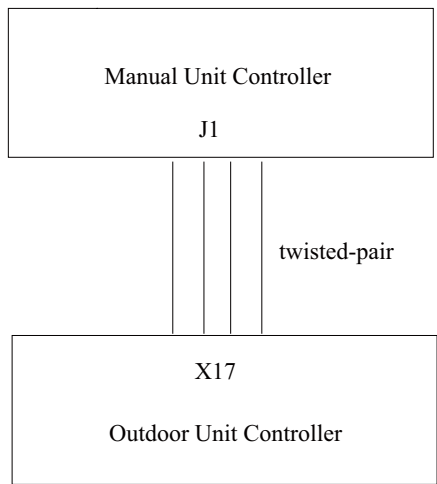 Manual Unit Controller
J1
twisted-pair
X17
Outdoor Unit Controller